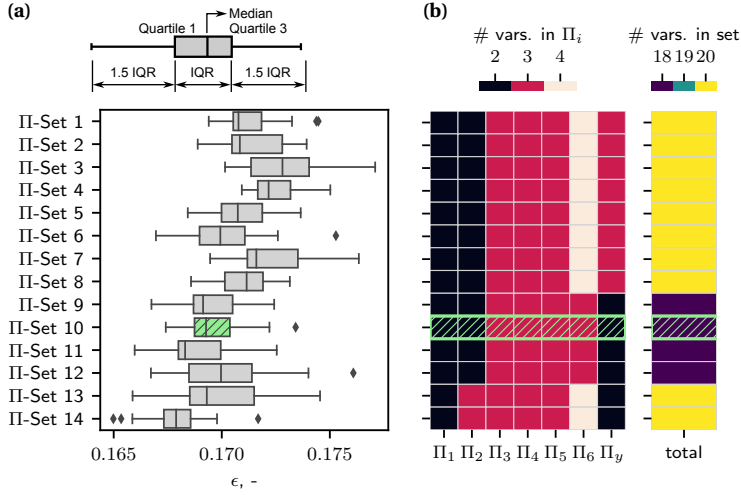 (a)
Median
Quartile 1
Quartile 3
1.5 IQR
IQR
1.5 IQR
Π-Set 1
Π-Set 2
Π-Set 3
Π-Set 4
Π-Set 5
Π-Set 6
Π-Set 7
Π-Set 8
Π-Set 9
Π-Set 10
Π-Set 11
Π-Set 12
Π-Set 13
Π-Set 14
0.165 0.170 0.175
ϵ, -
(b)
# vars. in Πi
2 3 4
# vars. in set
18 19 20
Π1 Π2 Π3 Π4 Π5 Π6 Πy
total